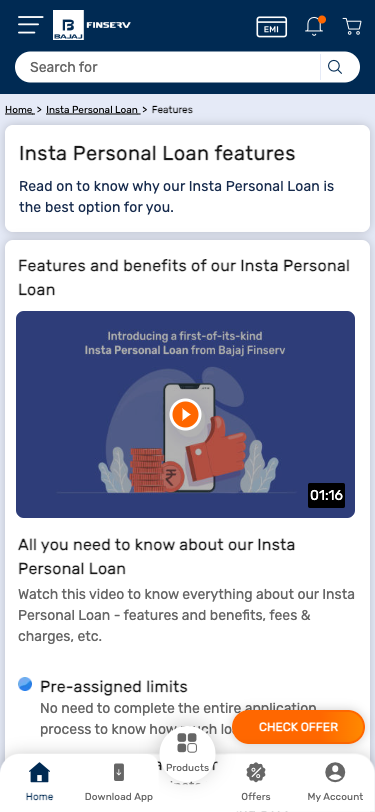 B
BAJAJ
FINSERV
EMI
Search for
Home > Insta Personal Loan > Features
Insta Personal Loan features
Read on to know why our Insta Personal Loan is
the best option for you.
Features and benefits of our Insta Personal
Loan
Introducing a first-of-its-kind
Insta Personal Loan from Bajaj Finserv
₹
01:16
All you need to know about our Insta
Personal Loan
Watch this video to know everything about our Insta
Personal Loan - features and benefits, fees &
charges, etc.
Pre-assigned limits
No need to complete the entire application
process to know how
CHECK OFFER
Products
Home
Download App
Offers
My Account